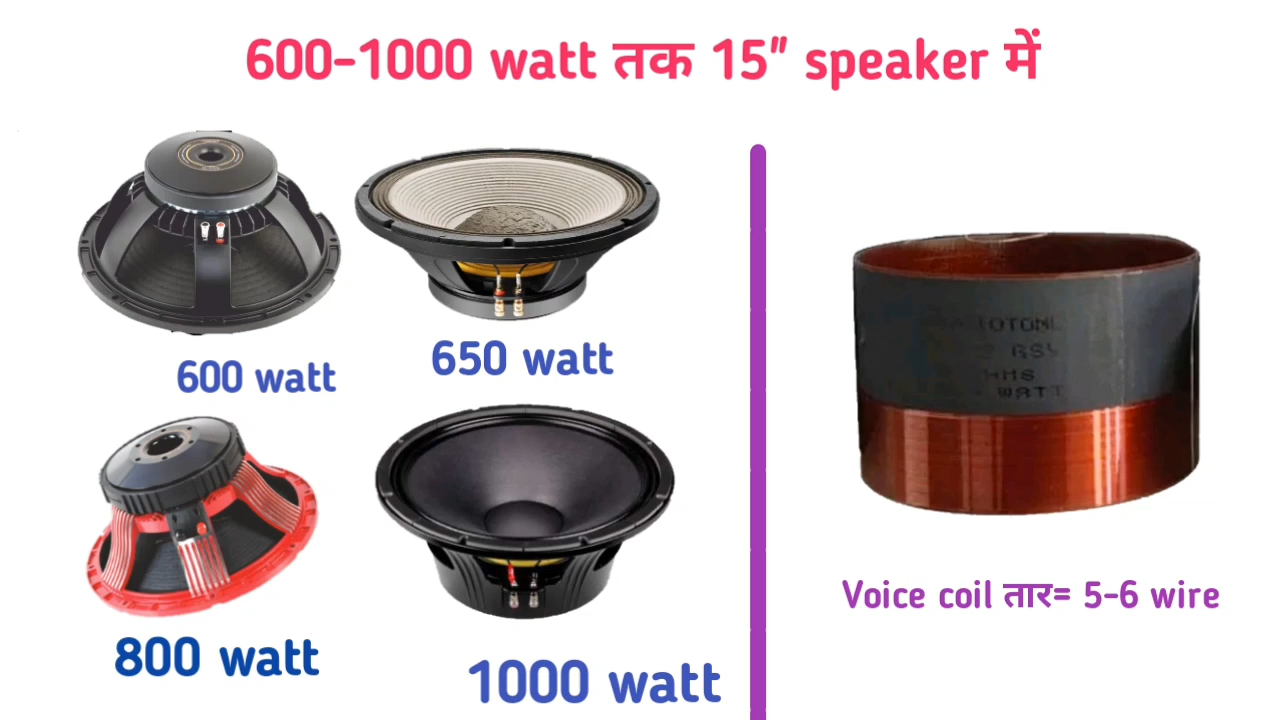 600-1000 watt तक 15" speaker में
600 watt
650 watt
800 watt
1000 watt
WATT
Voice coil तार= 5-6 wire